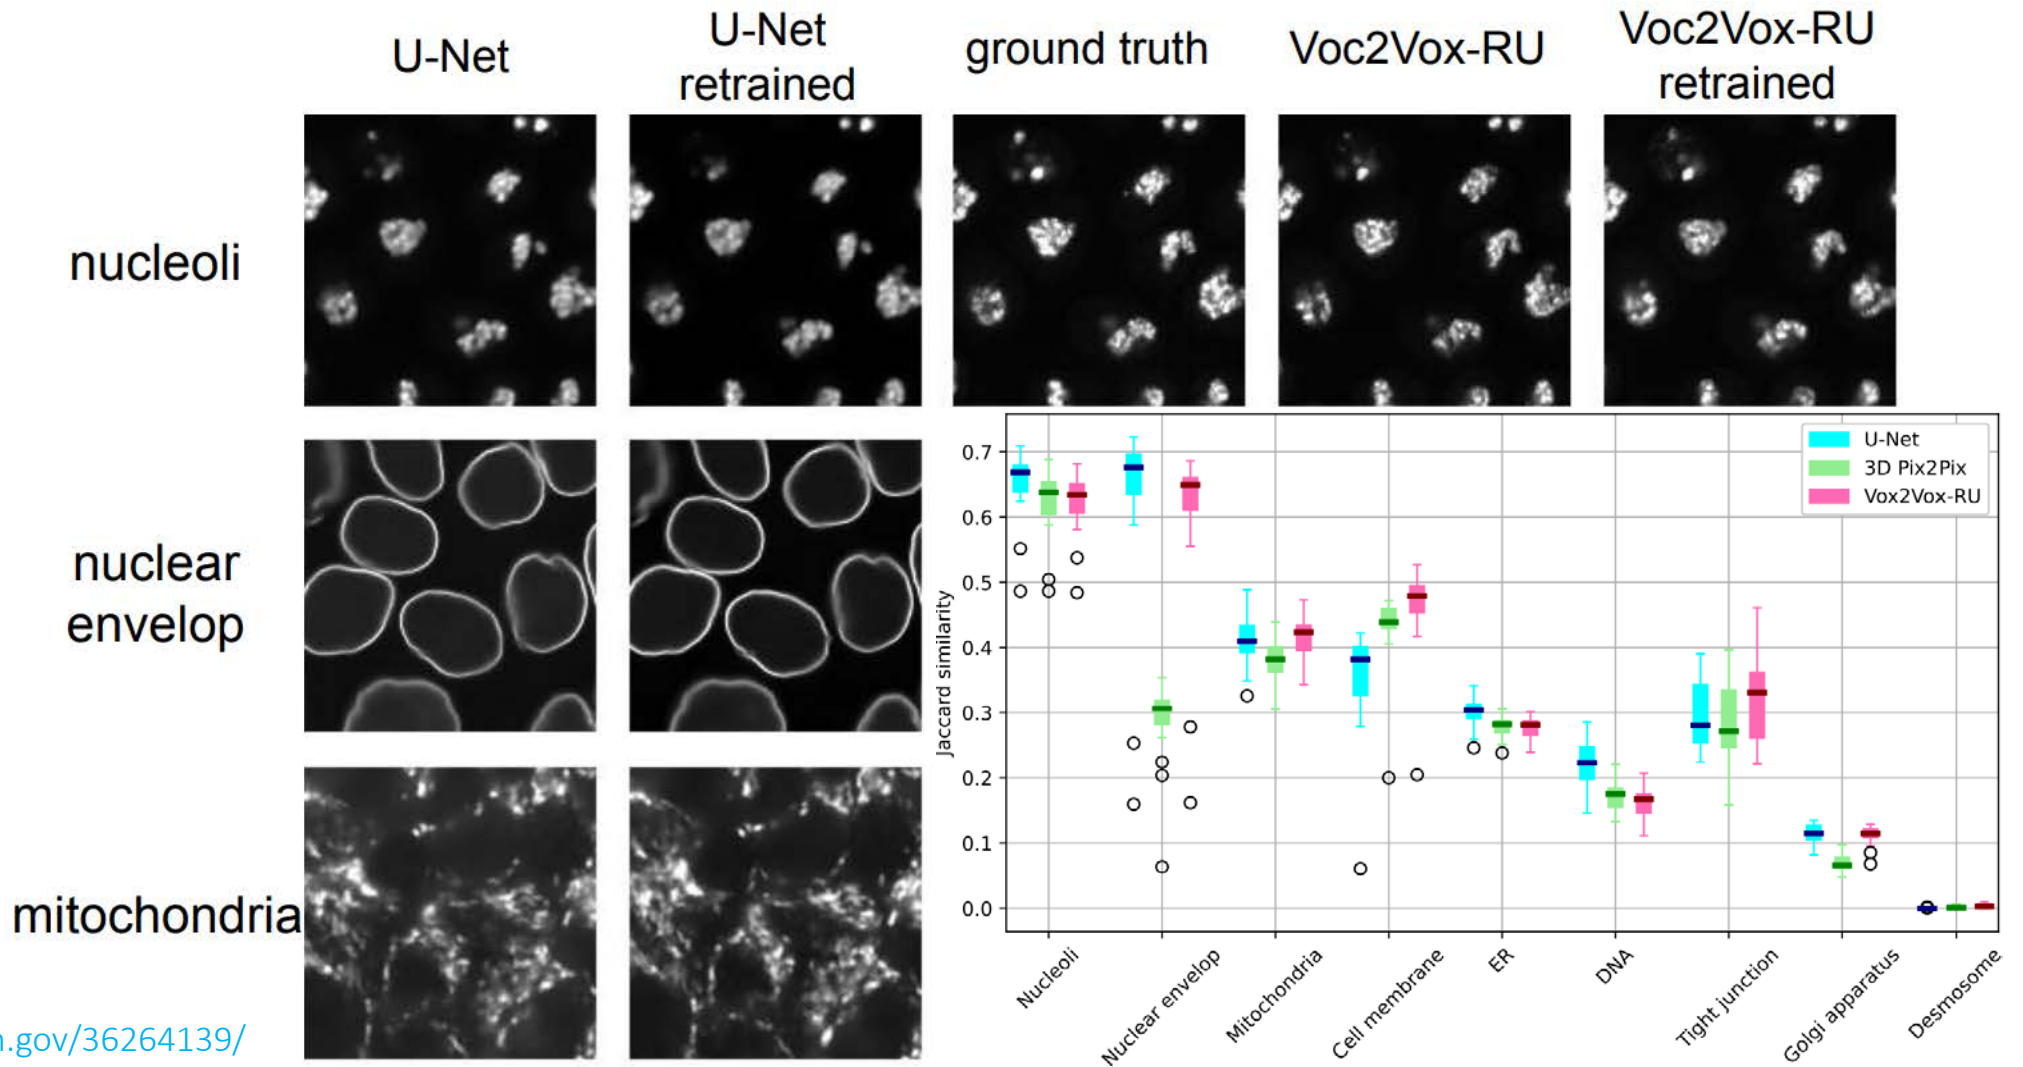 U-Net
U-Net
retrained
ground truth
Voc2Vox-RU
Voc2Vox-RU
retrained
nucleoli
nuclear
envelop
mitochondria
n.gov/36264139/
Jaccard similarity
0.7
0.6
0.5
0.4
0.3
0.2
0.1
0.0
U-Net
3D Pix2Pix
Vox2Vox-RU
Nucleoli
Nuclear envelop
Mitochondria
Cell membrane
ER
DNA
Tight junction
Golgi apparatus
Desmosome